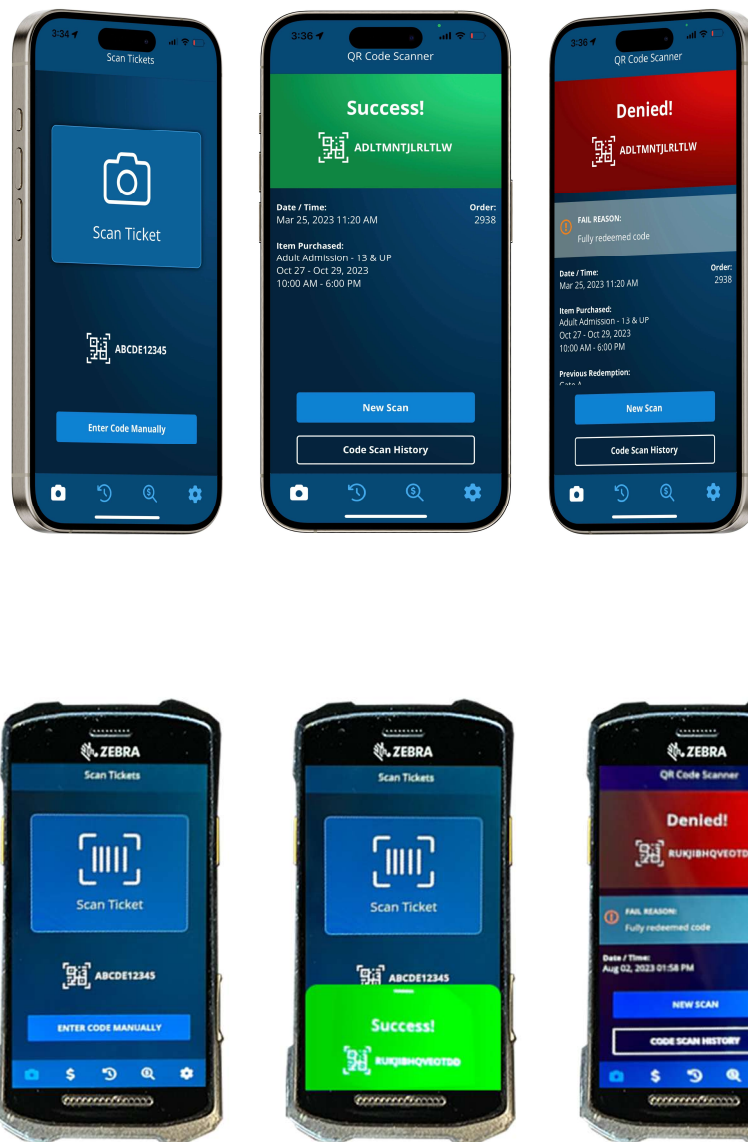 3:34
Scan Tickets
Scan Ticket
ABCDE12345
Enter Code Manually
3:36
QR Code Scanner
Success!
ADLTMNTJLRLTLW
Date / Time:
Order:
Mar 25, 2023 11:20 AM
2938
Item Purchased:
Adult Admission - 13 & UP
Oct 27 - Oct 29, 2023
10:00 AM - 6:00 PM
New Scan
Code Scan History
3:36
QR Code Scanner
Denied!
ADLTMNTJLRLTLW
FAIL REASON:
Fully redeemed code
Date / Time:
Order:
Mar 25, 2023 11:20 AM
2938
Item Purchased:
Adult Admission - 13 & UP
Oct 27 - Oct 29, 2023
10:00 AM - 6:00 PM
Previous Redemption:
Gate A
New Scan
Code Scan History
ZEBRA
Scan Tickets
Scan Ticket
ABCDE12345
ENTER CODE MANUALLY
ZEBRA
Scan Tickets
Scan Ticket
ABCDE12345
Success!
RUKJIBHQVEOTDD
ZEBRA
QR Code Scanner
Denied!
RUKJIBHQVEOTD
FAIL REASON:
Fully redeemed code
Date / Time:
Aug 02, 2023 01:58 PM
NEW SCAN
CODE SCAN HISTORY